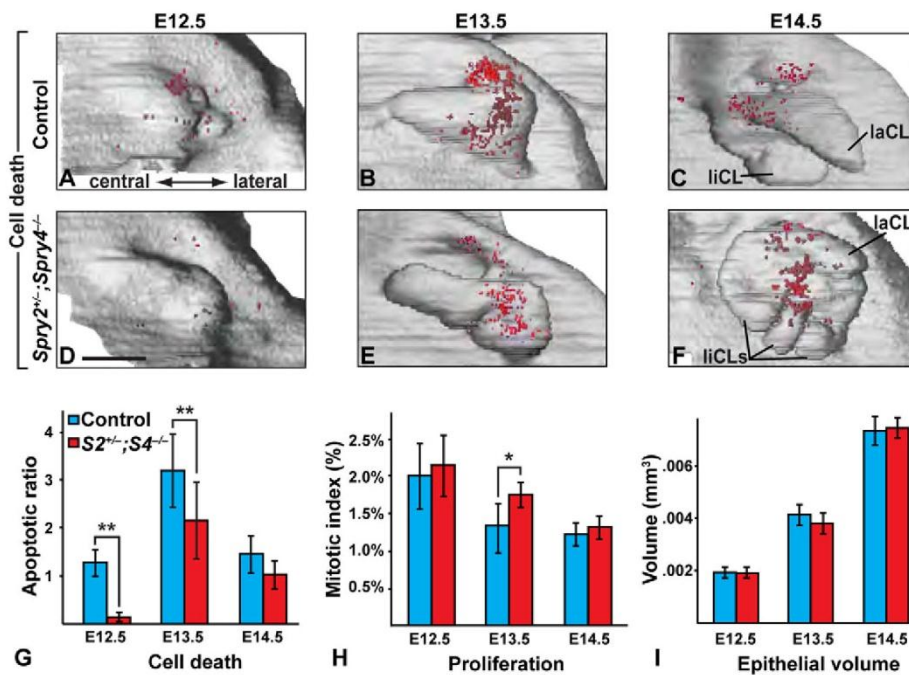 E12.5 E13.5 E14.5
Cell death
Control
Spry2+/–;Spry4–/–
A central lateral
B
C liCL laCL
D
E
F liCLs laCL
Control
S2+/–;S4–/–
Apoptotic ratio
4
3
2
1
** **
E12.5 E13.5 E14.5
G Cell death
Mitotic index (%)
2.5%
2.0%
1.5%
1.0%
0.5%
*
E12.5 E13.5 E14.5
H Proliferation
Volume (mm³)
.006
.004
.002
E12.5 E13.5 E14.5
I Epithelial volume